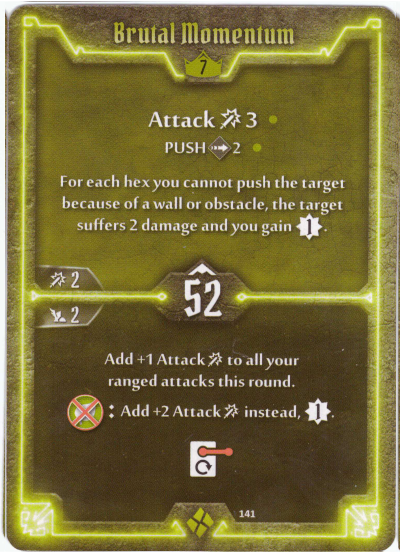 Brutal Momentum
7
Attack 3
PUSH 2
For each hex you cannot push the target
because of a wall or obstacle, the target
suffers 2 damage and you gain 1.
2
52
2
Add +1 Attack to all your
ranged attacks this round.
: Add +2 Attack instead, 1.
141